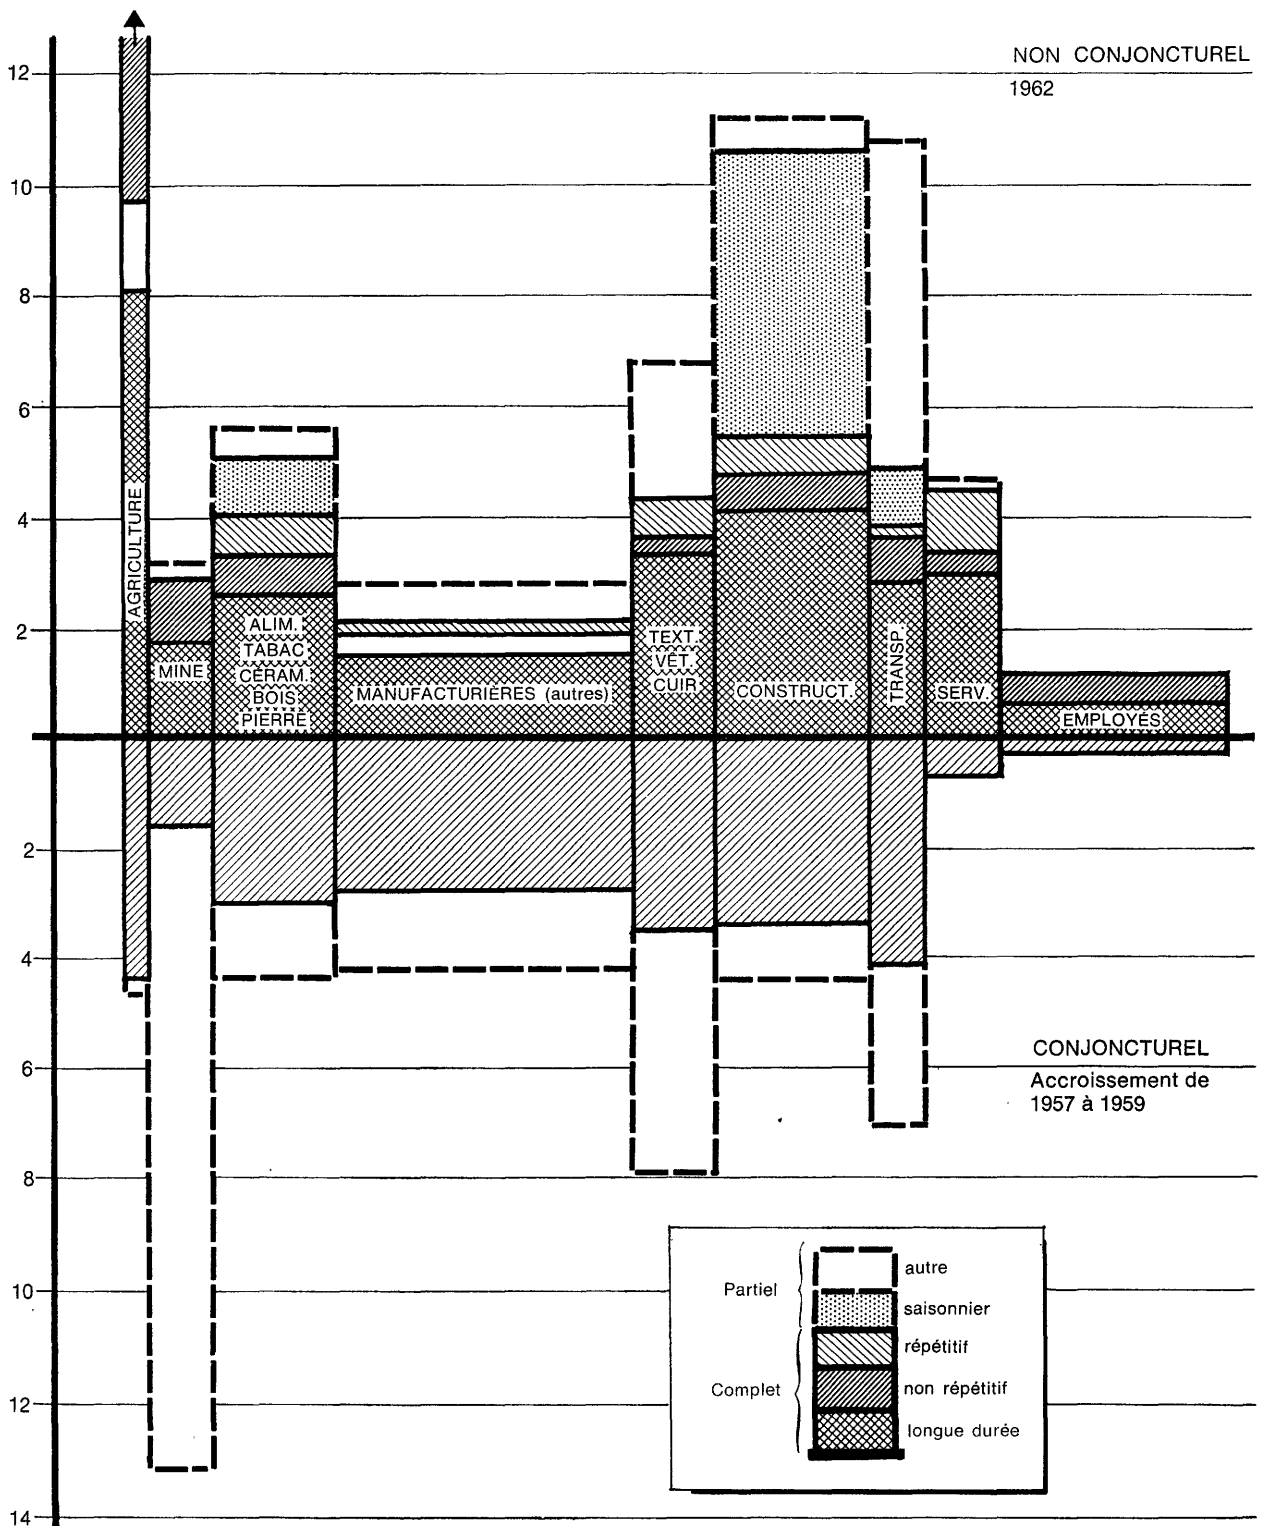 NON CONJONCTUREL
1962
12
10
8
6
4
2
2
4
6
8
10
12
14
AGRICULTURE
MINE
ALIM.
TABAC
CÉRAM.
BOIS
PIERRE
MANUFACTURIÈRES (autres)
TEXT.
VÊT.
CUIR
CONSTRUCT.
TRANSP.
SERV.
EMPLOYÉS
CONJONCTUREL
Accroissement de
1957 à 1959
Partiel
autre
saisonnier
Complet
répétitif
non répétitif
longue durée